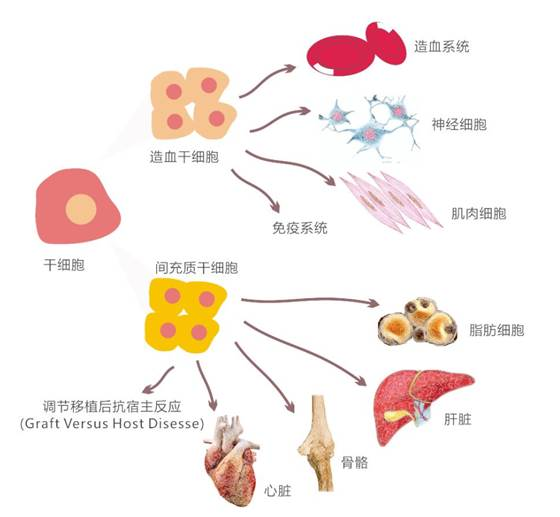 造血系统
神经细胞
造血干细胞
肌肉细胞
免疫系统
干细胞
间充质干细胞
脂肪细胞
调节移植后抗宿主反应
(Graft Versus Host Disesse)
肝脏
骨骼
心脏